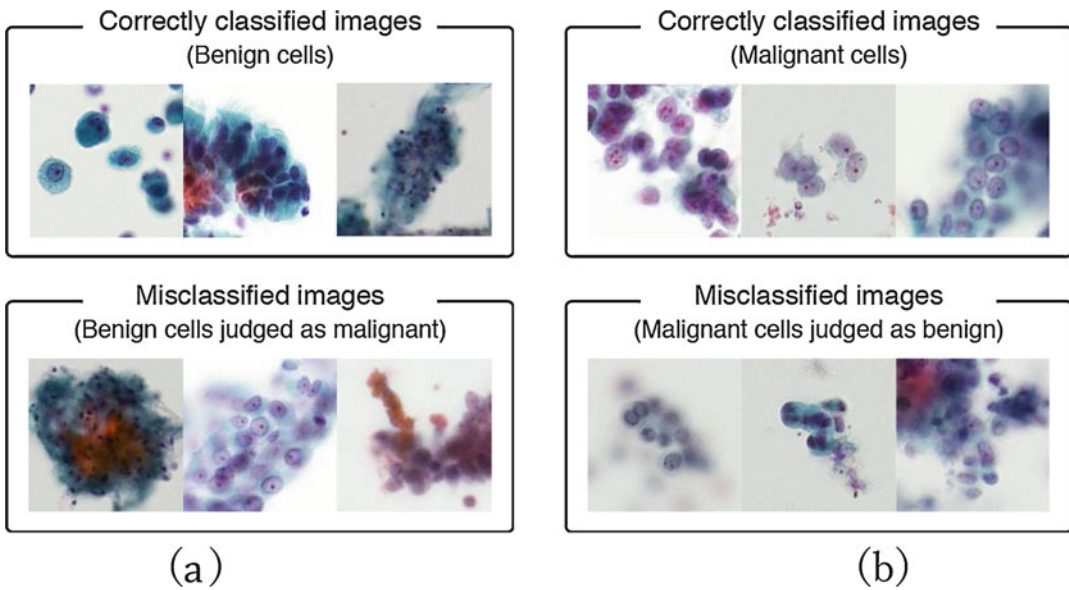 Correctly classified images
(Benign cells)
Misclassified images
(Benign cells judged as malignant)
(a)
Correctly classified images
(Malignant cells)
Misclassified images
(Malignant cells judged as benign)
(b)